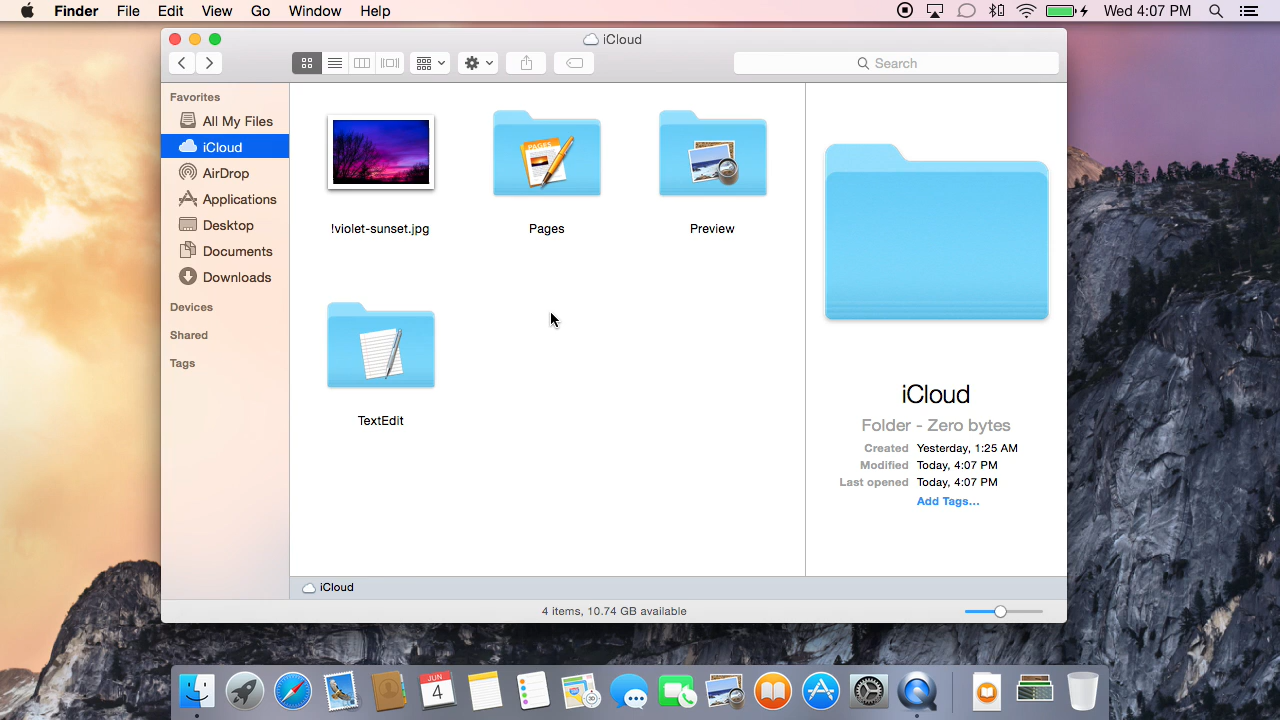 Finder File Edit View Go Window Help Wed 4:07 PM
iCloud
Search
Favorites
All My Files
iCloud
AirDrop
Applications
Desktop
Documents
Downloads
Devices
Shared
Tags
!violet-sunset.jpg
PAGES
Pages
Preview
TextEdit
iCloud
Folder - Zero bytes
Created Yesterday, 1:25 AM
Modified Today, 4:07 PM
Last opened Today, 4:07 PM
Add Tags...
iCloud
4 items, 10.74 GB available
JUN
4